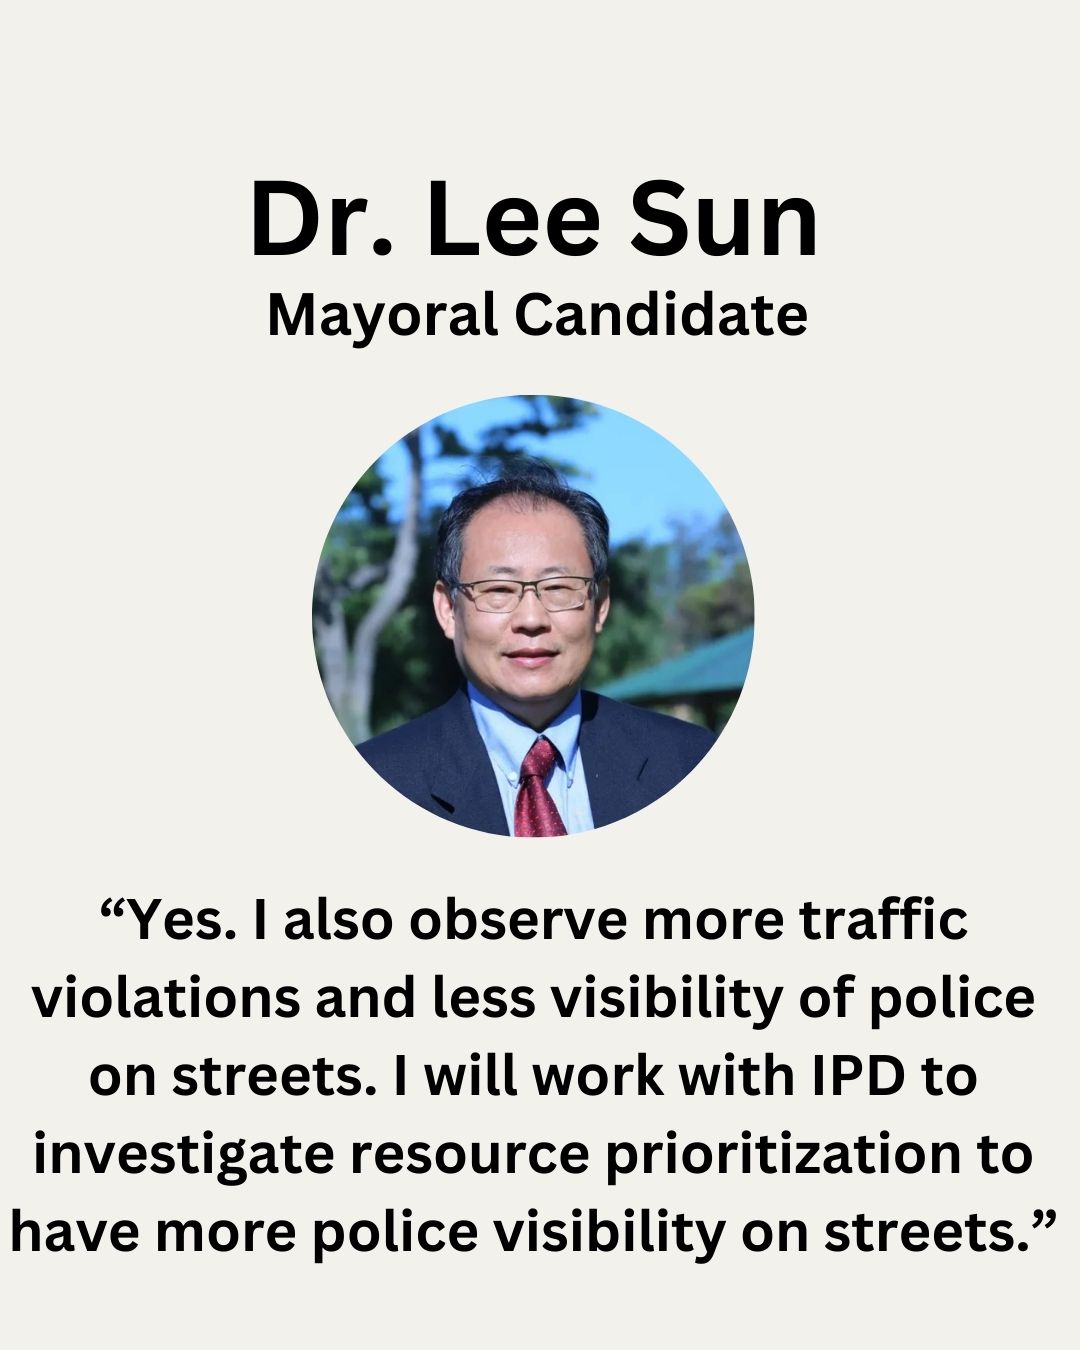 Dr. Lee Sun
Mayoral Candidate
“Yes. I also observe more traffic
violations and less visibility of police
on streets. I will work with IPD to
investigate resource prioritization to
have more police visibility on streets.”